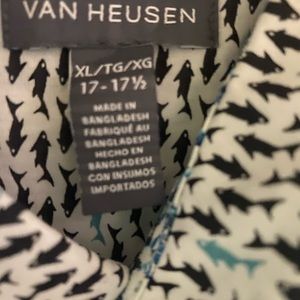 VAN HEUSEN
XL/TG/XG
17-17½
MADE IN
BANGLADESH
FABRIQUÉ AU
BANGLADESH
HECHO EN
BANGLADESH
CON INSUMOS
IMPORTADOS